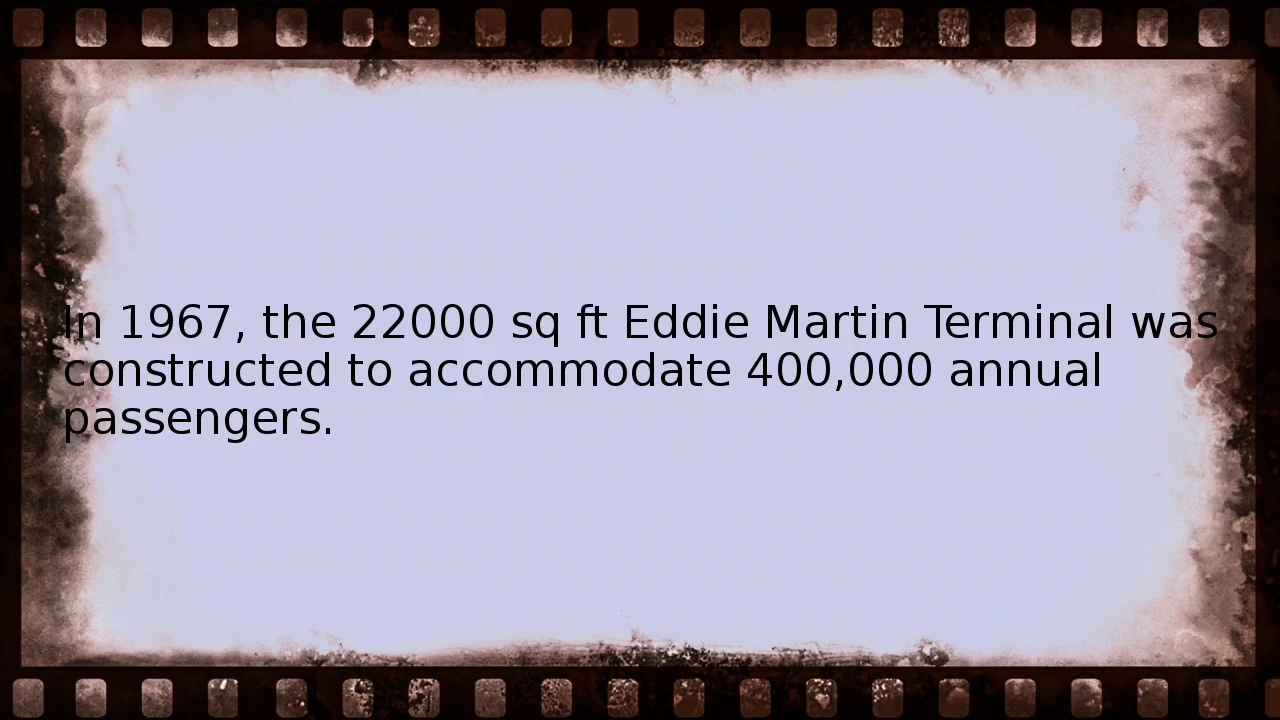 In 1967, the 22000 sq ft Eddie Martin Terminal was
constructed to accommodate 400,000 annual
passengers.